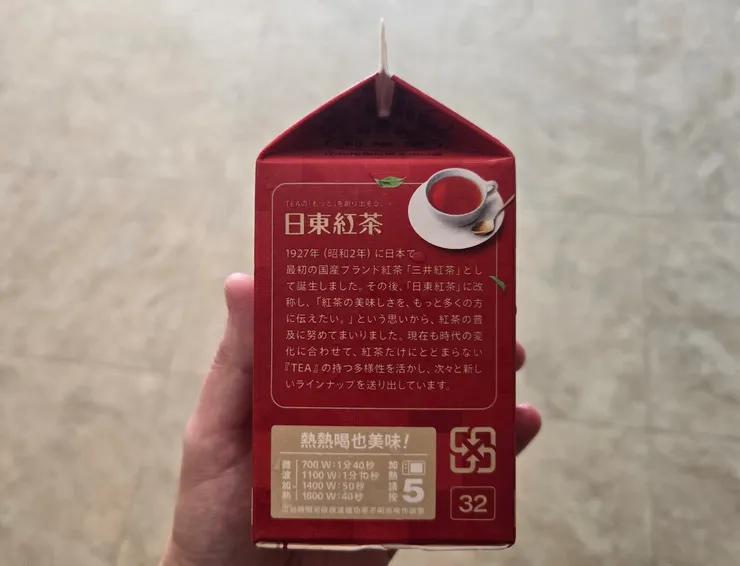 TEAの「もっと」を創り出そう。
日東紅茶
1927年（昭和2年）に日本で
最初の国産ブランド紅茶「三井紅茶」とし
て誕生しました。その後、「日東紅茶」に改
称し、「紅茶の美味しさを、もっと多くの方
に伝えたい。」という思いから、紅茶の普
及に努めてまいりました。現在も時代の変
化に合わせて、紅茶だけにとどまらない
『TEA』の持つ多様性を活かし、次々と新し
いラインナップを送り出しています。
熱熱喝也美味！
微波加熱
700 W：1分40秒
1100 W：1分10秒
1400 W：50秒
1600 W：40秒
加熱請按
5
32